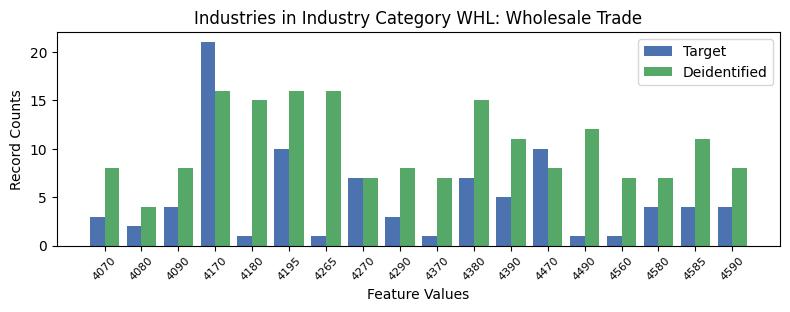 Industries in Industry Category WHL: Wholesale Trade
Target
Deidentified
Record Counts
20
15
10
5
0
4070 4080 4090 4170 4180 4195 4265 4270 4290 4370 4380 4390 4470 4490 4560 4580 4585 4590
Feature Values